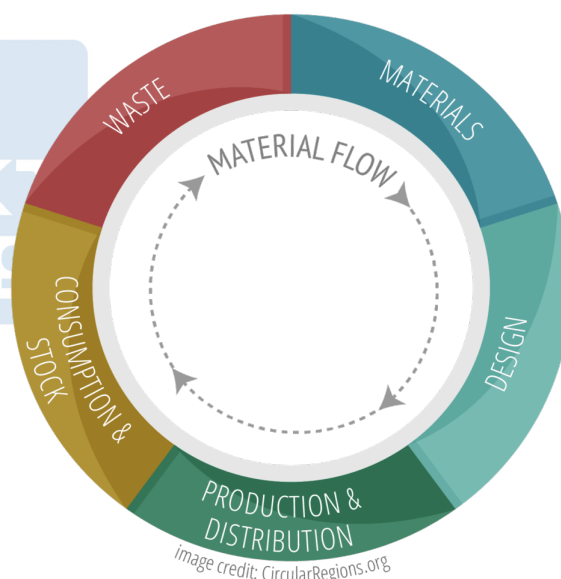 WASTE
MATERIALS
MATERIAL FLOW
DESIGN
CONSUMPTION &
STOCK
PRODUCTION &
DISTRIBUTION
image credit: CircularRegions.org